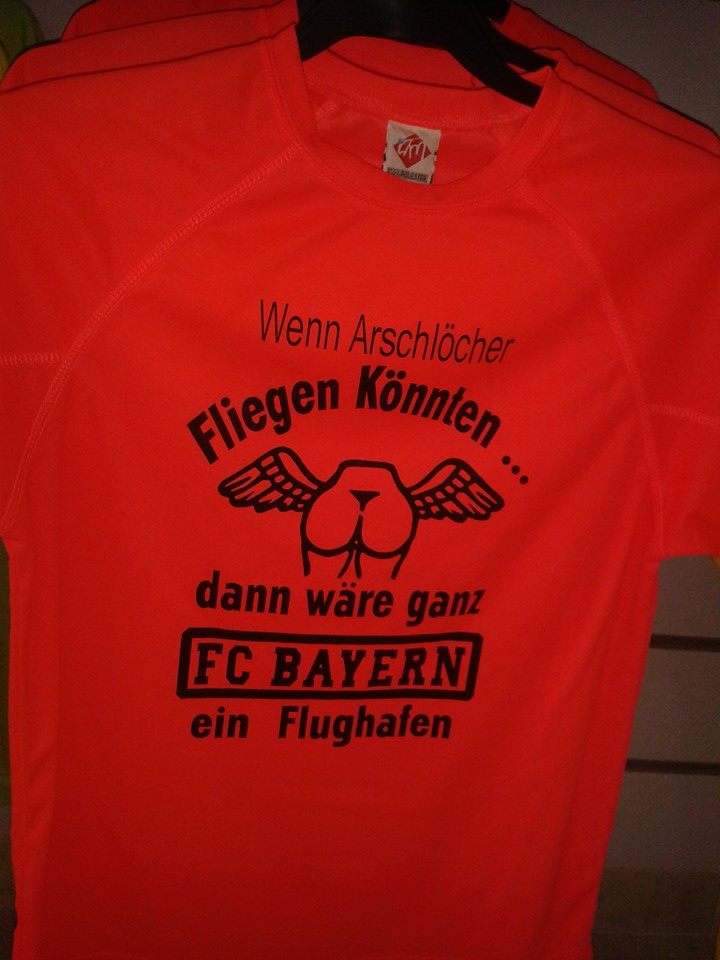 Wenn Arschlöcher
Fliegen Könnten ...
dann wäre ganz
FC BAYERN
ein Flughafen